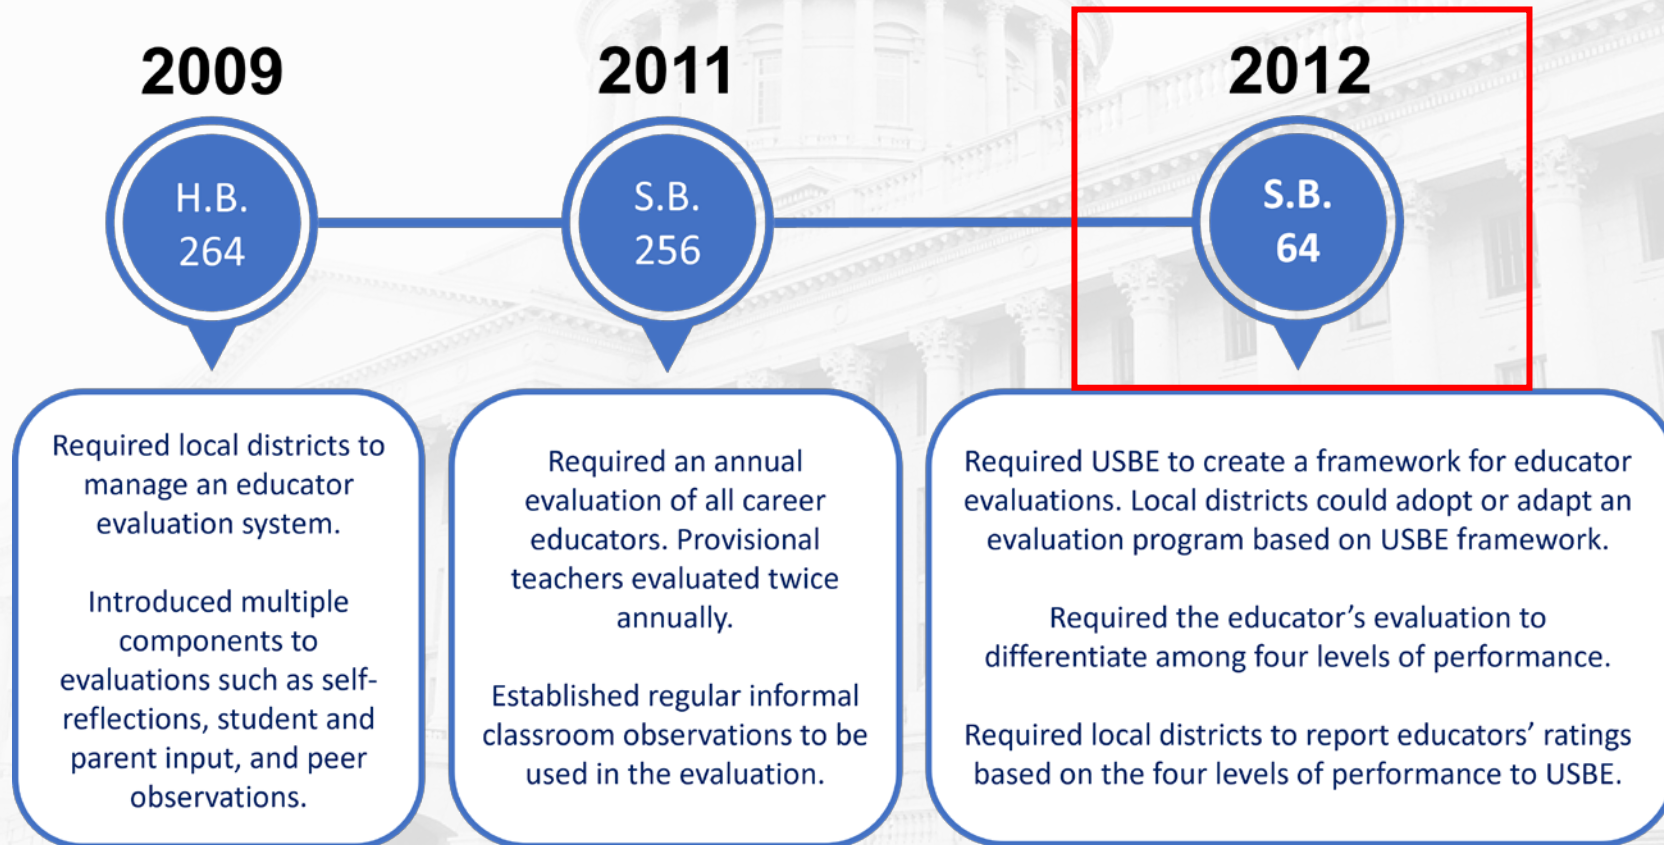 2009
H.B.
264
Required local districts to
manage an educator
evaluation system.
Introduced multiple
components to
evaluations such as self-
reflections, student and
parent input, and peer
observations.
2011
S.B.
256
Required an annual
evaluation of all career
educators. Provisional
teachers evaluated twice
annually.
Established regular informal
classroom observations to be
used in the evaluation.
2012
S.B.
64
Required USBE to create a framework for educator
evaluations. Local districts could adopt or adapt an
evaluation program based on USBE framework.
Required the educator’s evaluation to
differentiate among four levels of performance.
Required local districts to report educators’ ratings
based on the four levels of performance to USBE.